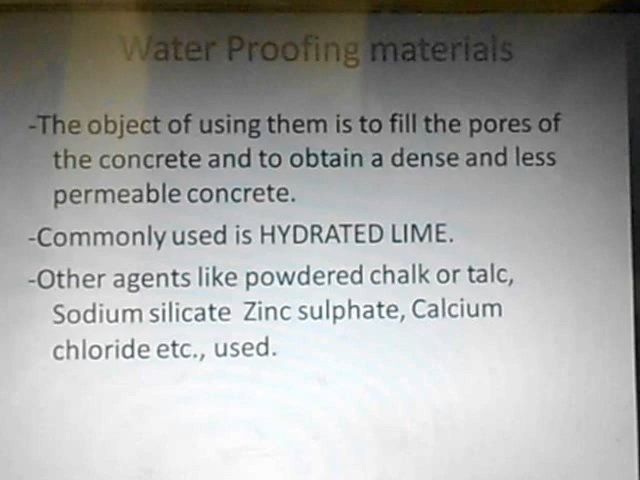 Water Proofing materials
-The object of using them is to fill the pores of
the concrete and to obtain a dense and less
permeable concrete.
-Commonly used is HYDRATED LIME.
-Other agents like powdered chalk or talc,
Sodium silicate Zinc sulphate, Calcium
chloride etc., used.